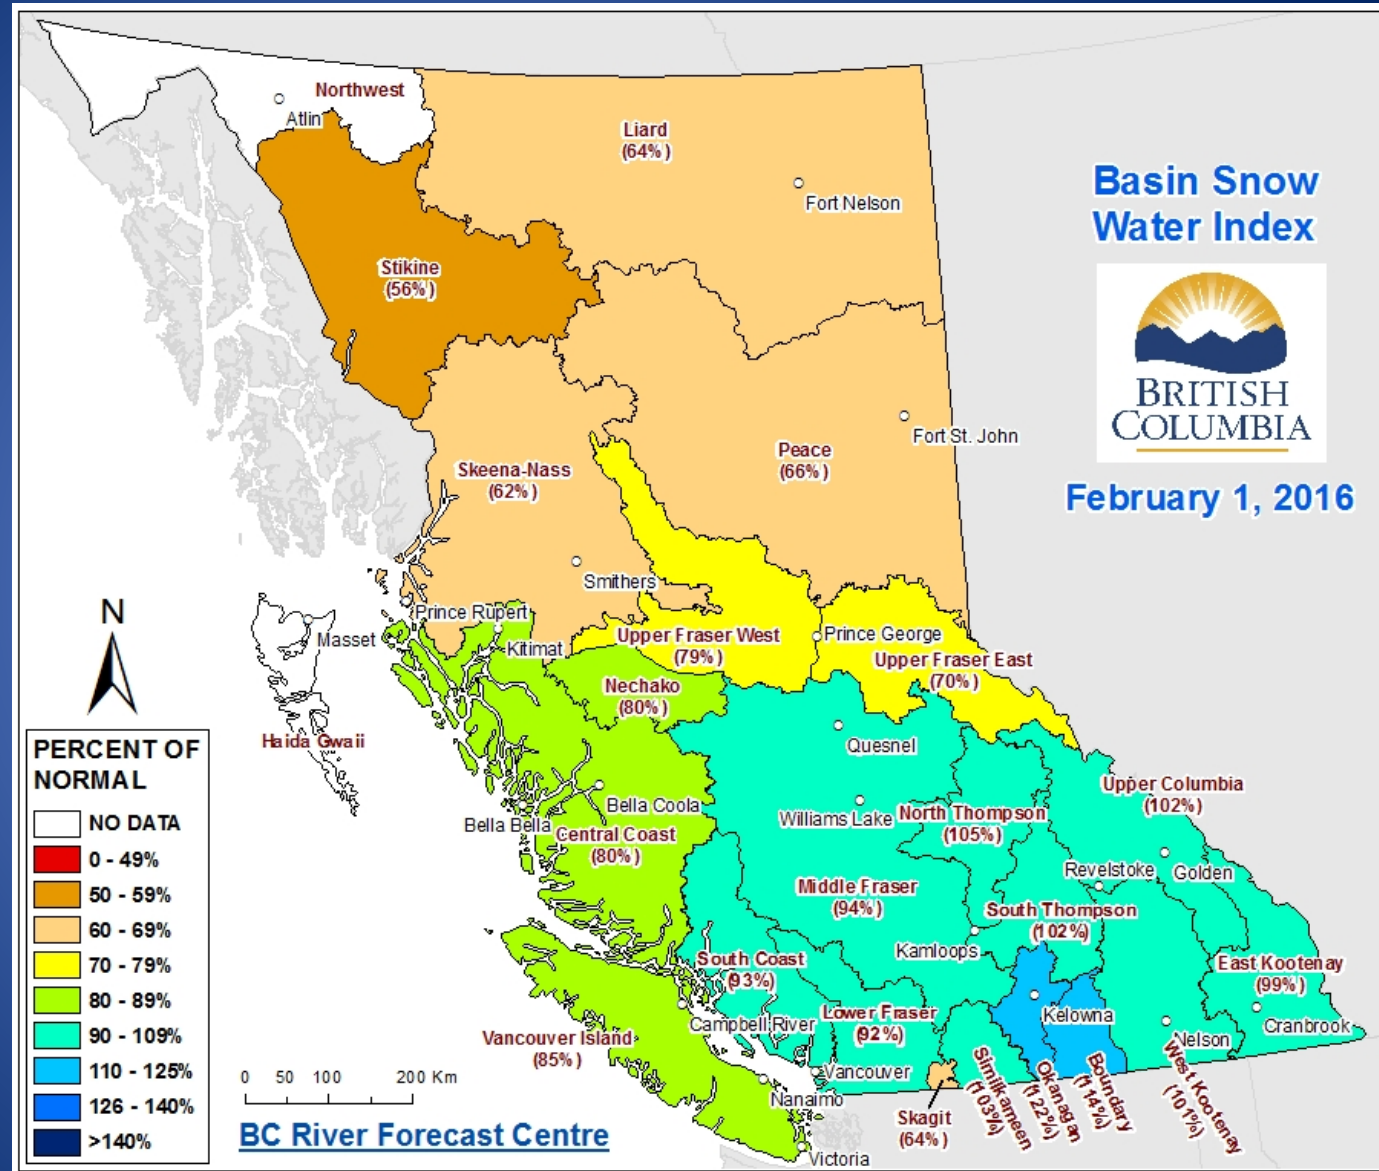 Northwest
Atlin
Liard
(64%)
Fort Nelson
Basin Snow
Water Index
Stikine
(56%)
BRITISH
COLUMBIA
Fort St. John
Peace
(66%)
Skeena-Nass
(62%)
February 1, 2016
Smithers
N
Prince Rupert
Masset
Kitimat
Upper Fraser West
(79%)
Prince George
Upper Fraser East
(70%)
Nechako
(80%)
Haida Gwaii
Quesnel
PERCENT OF
NORMAL
NO DATA
0 - 49%
50 - 59%
60 - 69%
70 - 79%
80 - 89%
90 - 109%
110 - 125%
126 - 140%
>140%
Upper Columbia
(102%)
Bella Coola
Williams Lake
North Thompson
(105%)
Bella Bella
Central Coast
(80%)
Revelstoke
Golden
Middle Fraser
(94%)
South Thompson
(102%)
Kamloops
South Coast
(93%)
East Kootenay
(99%)
Lower Fraser
(92%)
Kelowna
Campbell River
Cranbrook
Vancouver Island
(85%)
Nelson
Vancouver
Nanaimo
Skagit
(64%)
Similkameen
(103%)
Okanagan
(122%)
Boundary
(114%)
West Kootenay
(101%)
0 50 100 200 Km
BC River Forecast Centre
Victoria